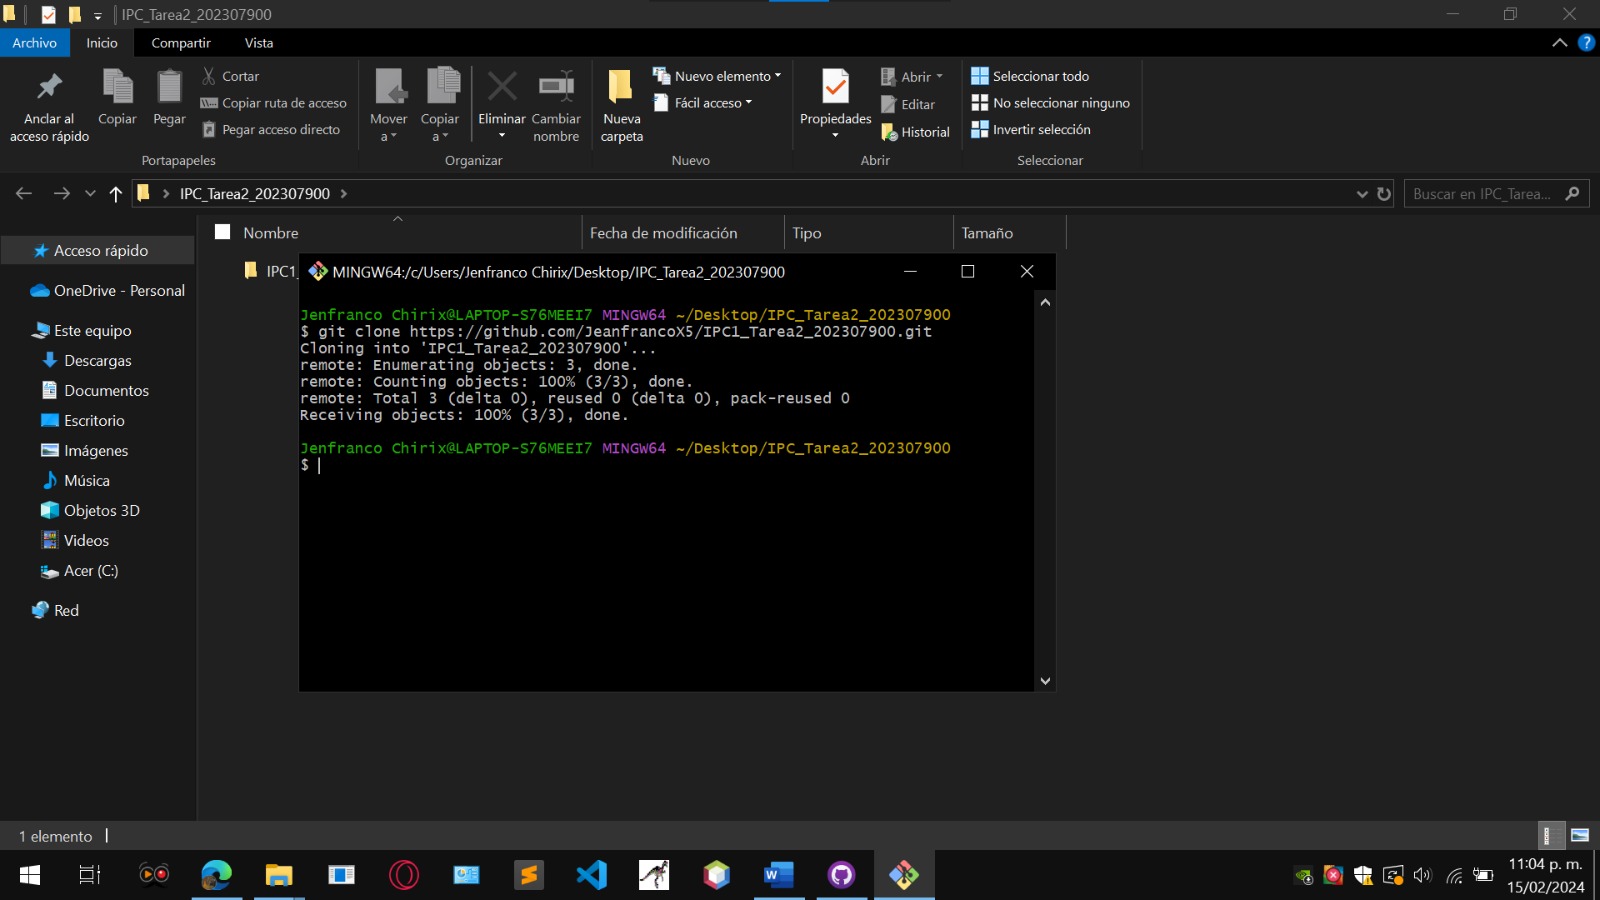 IPC_Tarea2_202307900
Archivo Inicio Compartir Vista
Anclar al acceso rápido
Copiar
Pegar
Cortar
Copiar ruta de acceso
Pegar acceso directo
Portapapeles
Mover a
Copiar a
Eliminar
Cambiar nombre
Organizar
Nueva carpeta
Nuevo elemento
Fácil acceso
Nuevo
Propiedades
Abrir
Editar
Historial
Abrir
Seleccionar todo
No seleccionar ninguno
Invertir selección
Seleccionar
IPC_Tarea2_202307900
Buscar en IPC_Tarea...
Nombre Fecha de modificación Tipo Tamaño
Acceso rápido
OneDrive - Personal
Este equipo
Descargas
Documentos
Escritorio
Imágenes
Música
Objetos 3D
Videos
Acer (C:)
Red
IPC1_
MINGW64:/c/Users/Jenfranco Chirix/Desktop/IPC_Tarea2_202307900
Jenfranco Chirix@LAPTOP-S76MEEI7 MINGW64 ~/Desktop/IPC_Tarea2_202307900
$ git clone https://github.com/JeanfrancoX5/IPC1_Tarea2_202307900.git
Cloning into 'IPC1_Tarea2_202307900'...
remote: Enumerating objects: 3, done.
remote: Counting objects: 100% (3/3), done.
remote: Total 3 (delta 0), reused 0 (delta 0), pack-reused 0
Receiving objects: 100% (3/3), done.
Jenfranco Chirix@LAPTOP-S76MEEI7 MINGW64 ~/Desktop/IPC_Tarea2_202307900
$
1 elemento
11:04 p. m.
15/02/2024